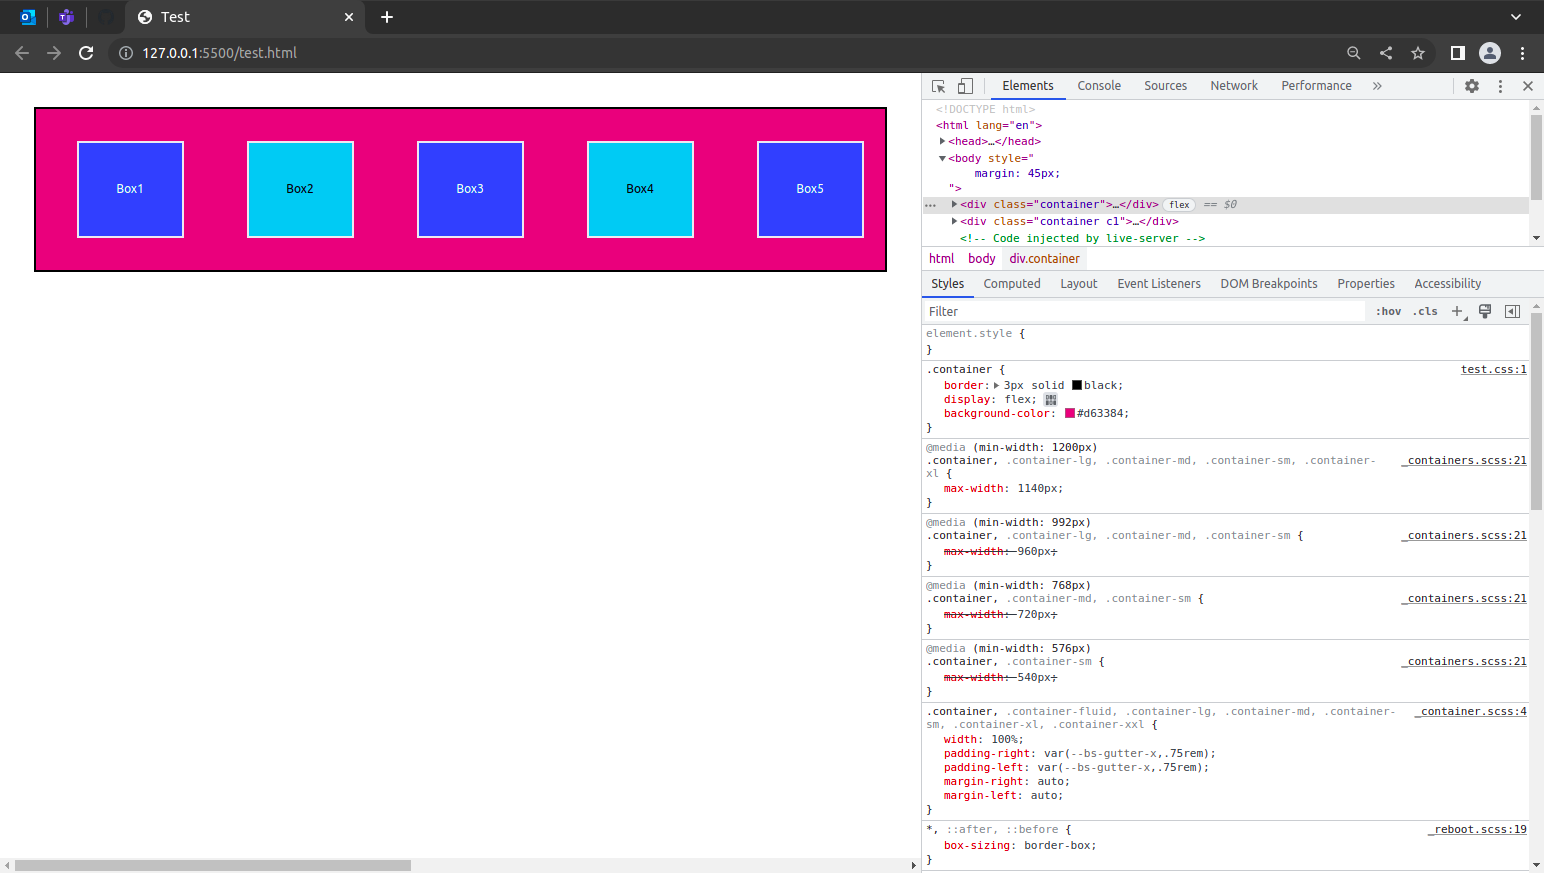 Test
127.0.0.1:5500/test.html
Box1 Box2 Box3 Box4 Box5
Elements Console Sources Network Performance »
<!DOCTYPE html>
<html lang="en">
<head>…</head>
<body style="
margin: 45px;
">
<div class="container">…</div> flex == $0
<div class="container c1">…</div>
<!-- Code injected by live-server -->
html body div.container
Styles Computed Layout Event Listeners DOM Breakpoints Properties Accessibility
Filter :hov .cls
element.style {
}
.container { test.css:1
border: 3px solid black;
display: flex;
background-color: #d63384;
}
@media (min-width: 1200px)
.container, .container-lg, .container-md, .container-sm, .container- _containers.scss:21
xl {
max-width: 1140px;
}
@media (min-width: 992px)
.container, .container-lg, .container-md, .container-sm { _containers.scss:21
max-width: 960px;
}
@media (min-width: 768px)
.container, .container-md, .container-sm { _containers.scss:21
max-width: 720px;
}
@media (min-width: 576px)
.container, .container-sm { _containers.scss:21
max-width: 540px;
}
.container, .container-fluid, .container-lg, .container-md, .container- _container.scss:4
sm, .container-xl, .container-xxl {
width: 100%;
padding-right: var(--bs-gutter-x,.75rem);
padding-left: var(--bs-gutter-x,.75rem);
margin-right: auto;
margin-left: auto;
}
*, ::after, ::before { _reboot.scss:19
box-sizing: border-box;
}